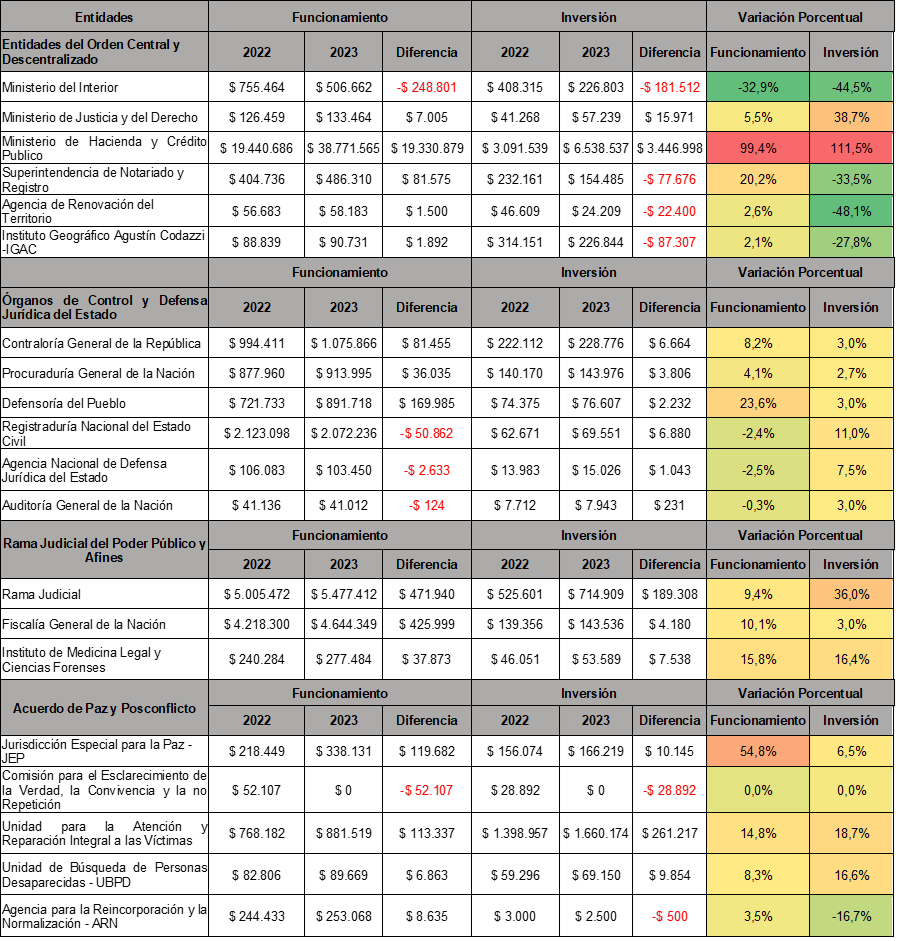 Entidades Funcionamiento Inversión Variación Porcentual
Entidades del Orden Central y
Descentralizado 2022 2023 Diferencia 2022 2023 Diferencia Funcionamiento Inversión
Ministerio del Interior $ 755.464 $ 506.662 -$ 248.801 $ 408.315 $ 226.803 -$ 181.512 -32,9% -44,5%
Ministerio de Justicia y del Derecho $ 126.459 $ 133.464 $ 7.005 $ 41.268 $ 57.239 $ 15.971 5,5% 38,7%
Ministerio de Hacienda y Crédito
Publico $ 19.440.686 $ 38.771.565 $ 19.330.879 $ 3.091.539 $ 6.538.537 $ 3.446.998 99,4% 111,5%
Superintendencia de Notariado y
Registro $ 404.736 $ 486.310 $ 81.575 $ 232.161 $ 154.485 -$ 77.676 20,2% -33,5%
Agencia de Renovación del
Territorio $ 56.683 $ 58.183 $ 1.500 $ 46.609 $ 24.209 -$ 22.400 2,6% -48,1%
Instituto Geográfico Agustín Codazzi
-IGAC $ 88.839 $ 90.731 $ 1.892 $ 314.151 $ 226.844 -$ 87.307 2,1% -27,8%
Funcionamiento Inversión Variación Porcentual
Órganos de Control y Defensa
Jurídica del Estado 2022 2023 Diferencia 2022 2023 Diferencia Funcionamiento Inversión
Contraloría General de la República $ 994.411 $ 1.075.866 $ 81.455 $ 222.112 $ 228.776 $ 6.664 8,2% 3,0%
Procuraduría General de la Nación $ 877.960 $ 913.995 $ 36.035 $ 140.170 $ 143.976 $ 3.806 4,1% 2,7%
Defensoría del Pueblo $ 721.733 $ 891.718 $ 169.985 $ 74.375 $ 76.607 $ 2.232 23,6% 3,0%
Registraduría Nacional del Estado
Civil $ 2.123.098 $ 2.072.236 -$ 50.862 $ 62.671 $ 69.551 $ 6.880 -2,4% 11,0%
Agencia Nacional de Defensa
Jurídica del Estado $ 106.083 $ 103.450 -$ 2.633 $ 13.983 $ 15.026 $ 1.043 -2,5% 7,5%
Auditoría General de la Nación $ 41.136 $ 41.012 -$ 124 $ 7.712 $ 7.943 $ 231 -0,3% 3,0%
Rama Judicial del Poder Público y
Afines Funcionamiento Inversión Variación Porcentual
2022 2023 Diferencia 2022 2023 Diferencia Funcionamiento Inversión
Rama Judicial $ 5.005.472 $ 5.477.412 $ 471.940 $ 525.601 $ 714.909 $ 189.308 9,4% 36,0%
Fiscalía General de la Nación $ 4.218.300 $ 4.644.349 $ 425.999 $ 139.356 $ 143.536 $ 4.180 10,1% 3,0%
Instituto de Medicina Legal y
Ciencias Forenses $ 240.284 $ 277.484 $ 37.873 $ 46.051 $ 53.589 $ 7.538 15,8% 16,4%
Acuerdo de Paz y Posconflicto Funcionamiento Inversión Variación Porcentual
2022 2023 Diferencia 2022 2023 Diferencia Funcionamiento Inversión
Jurisdicción Especial para la Paz -
JEP $ 218.449 $ 338.131 $ 119.682 $ 156.074 $ 166.219 $ 10.145 54,8% 6,5%
Comisión para el Esclarecimiento de
la Verdad, la Convivencia y la no
Repetición $ 52.107 $ 0 -$ 52.107 $ 28.892 $ 0 -$ 28.892 0,0% 0,0%
Unidad para la Atención y
Reparación Integral a las Víctimas $ 768.182 $ 881.519 $ 113.337 $ 1.398.957 $ 1.660.174 $ 261.217 14,8% 18,7%
Unidad de Búsqueda de Personas
Desaparecidas - UBPD $ 82.806 $ 89.669 $ 6.863 $ 59.296 $ 69.150 $ 9.854 8,3% 16,6%
Agencia para la Reincorporación y la
Normalización - ARN $ 244.433 $ 253.068 $ 8.635 $ 3.000 $ 2.500 -$ 500 3,5% -16,7%